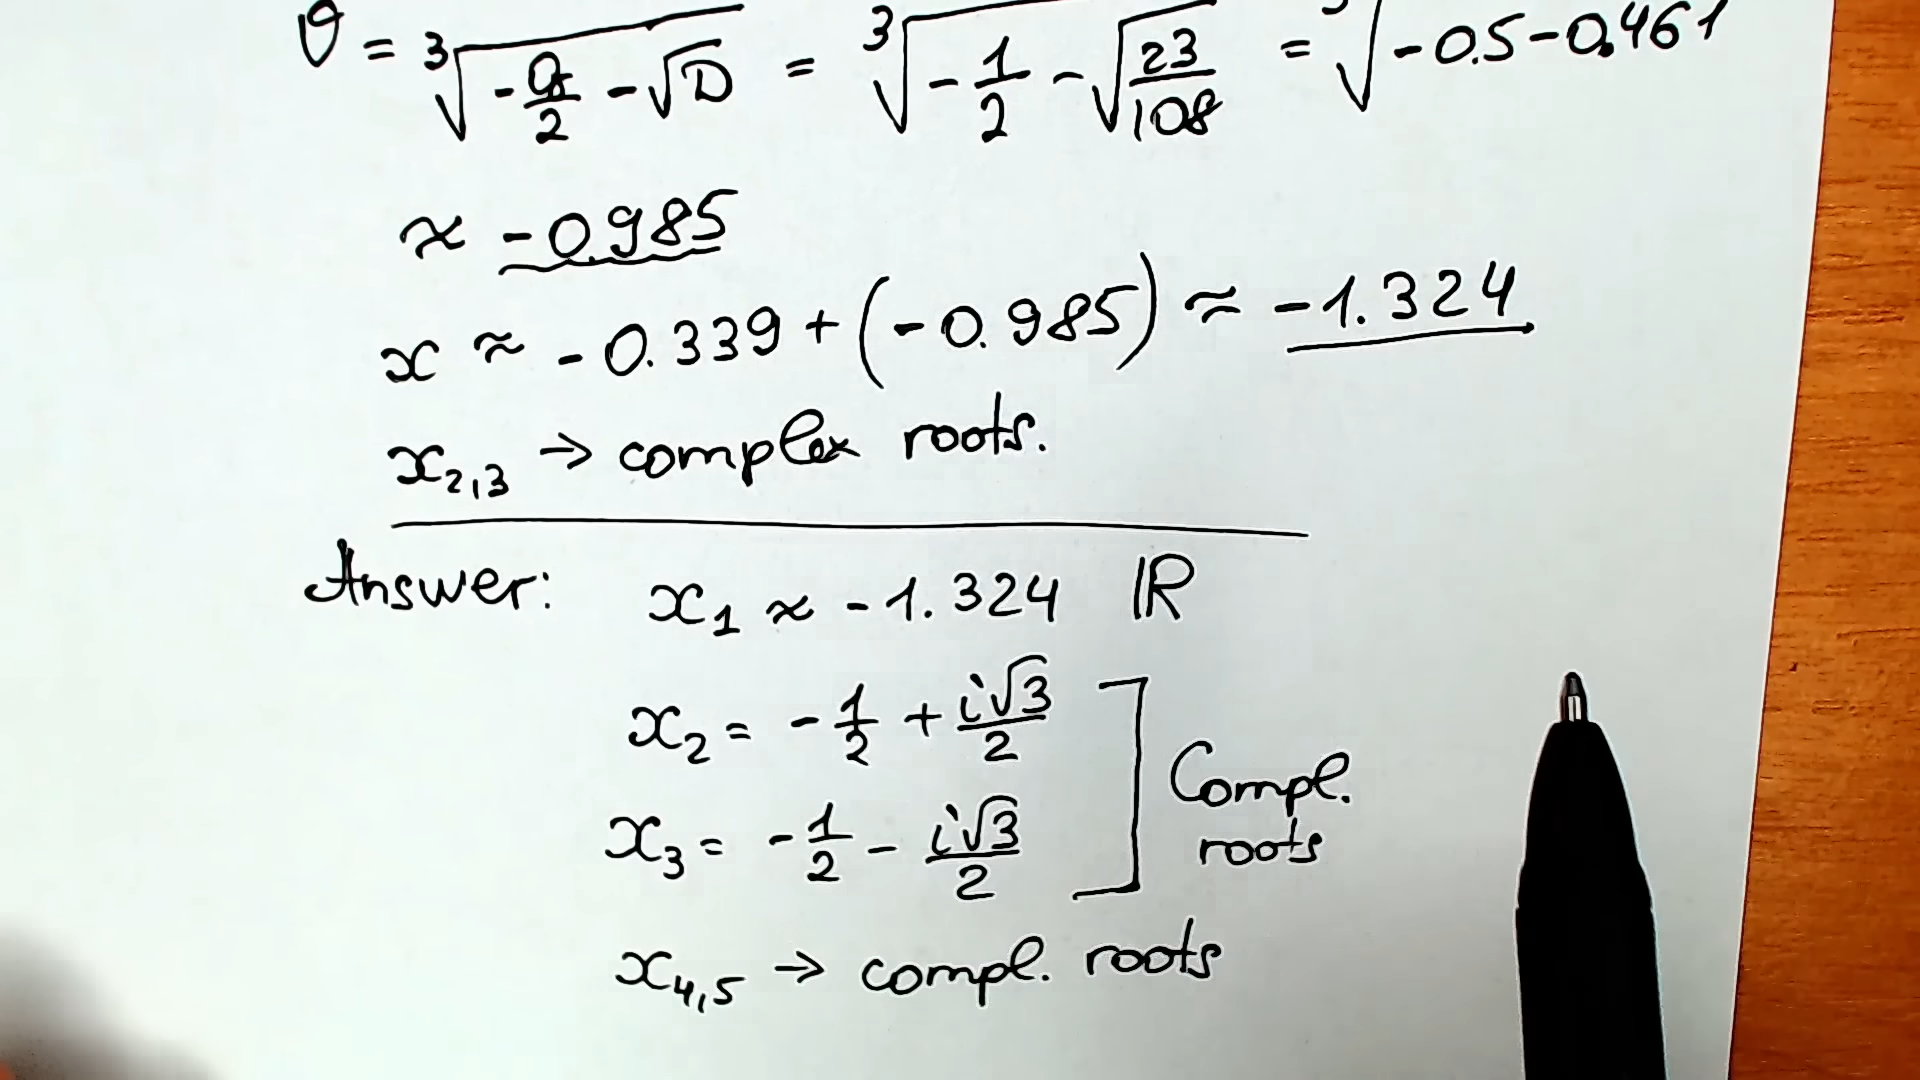 ϑ = ∛(-q/2 - √D) = ∛(-1/2 - √(23/108)) = ∛(-0.5-0.461
≈ -0.985
x ≈ -0.339 + (-0.985) ≈ -1.324
x₂,₃ → complex roots.
Answer: x₁ ≈ -1.324 ℝ
x₂ = -1/2 + i√3/2
x₃ = -1/2 - i√3/2
Compl. roots
x₄,₅ → compl. roots